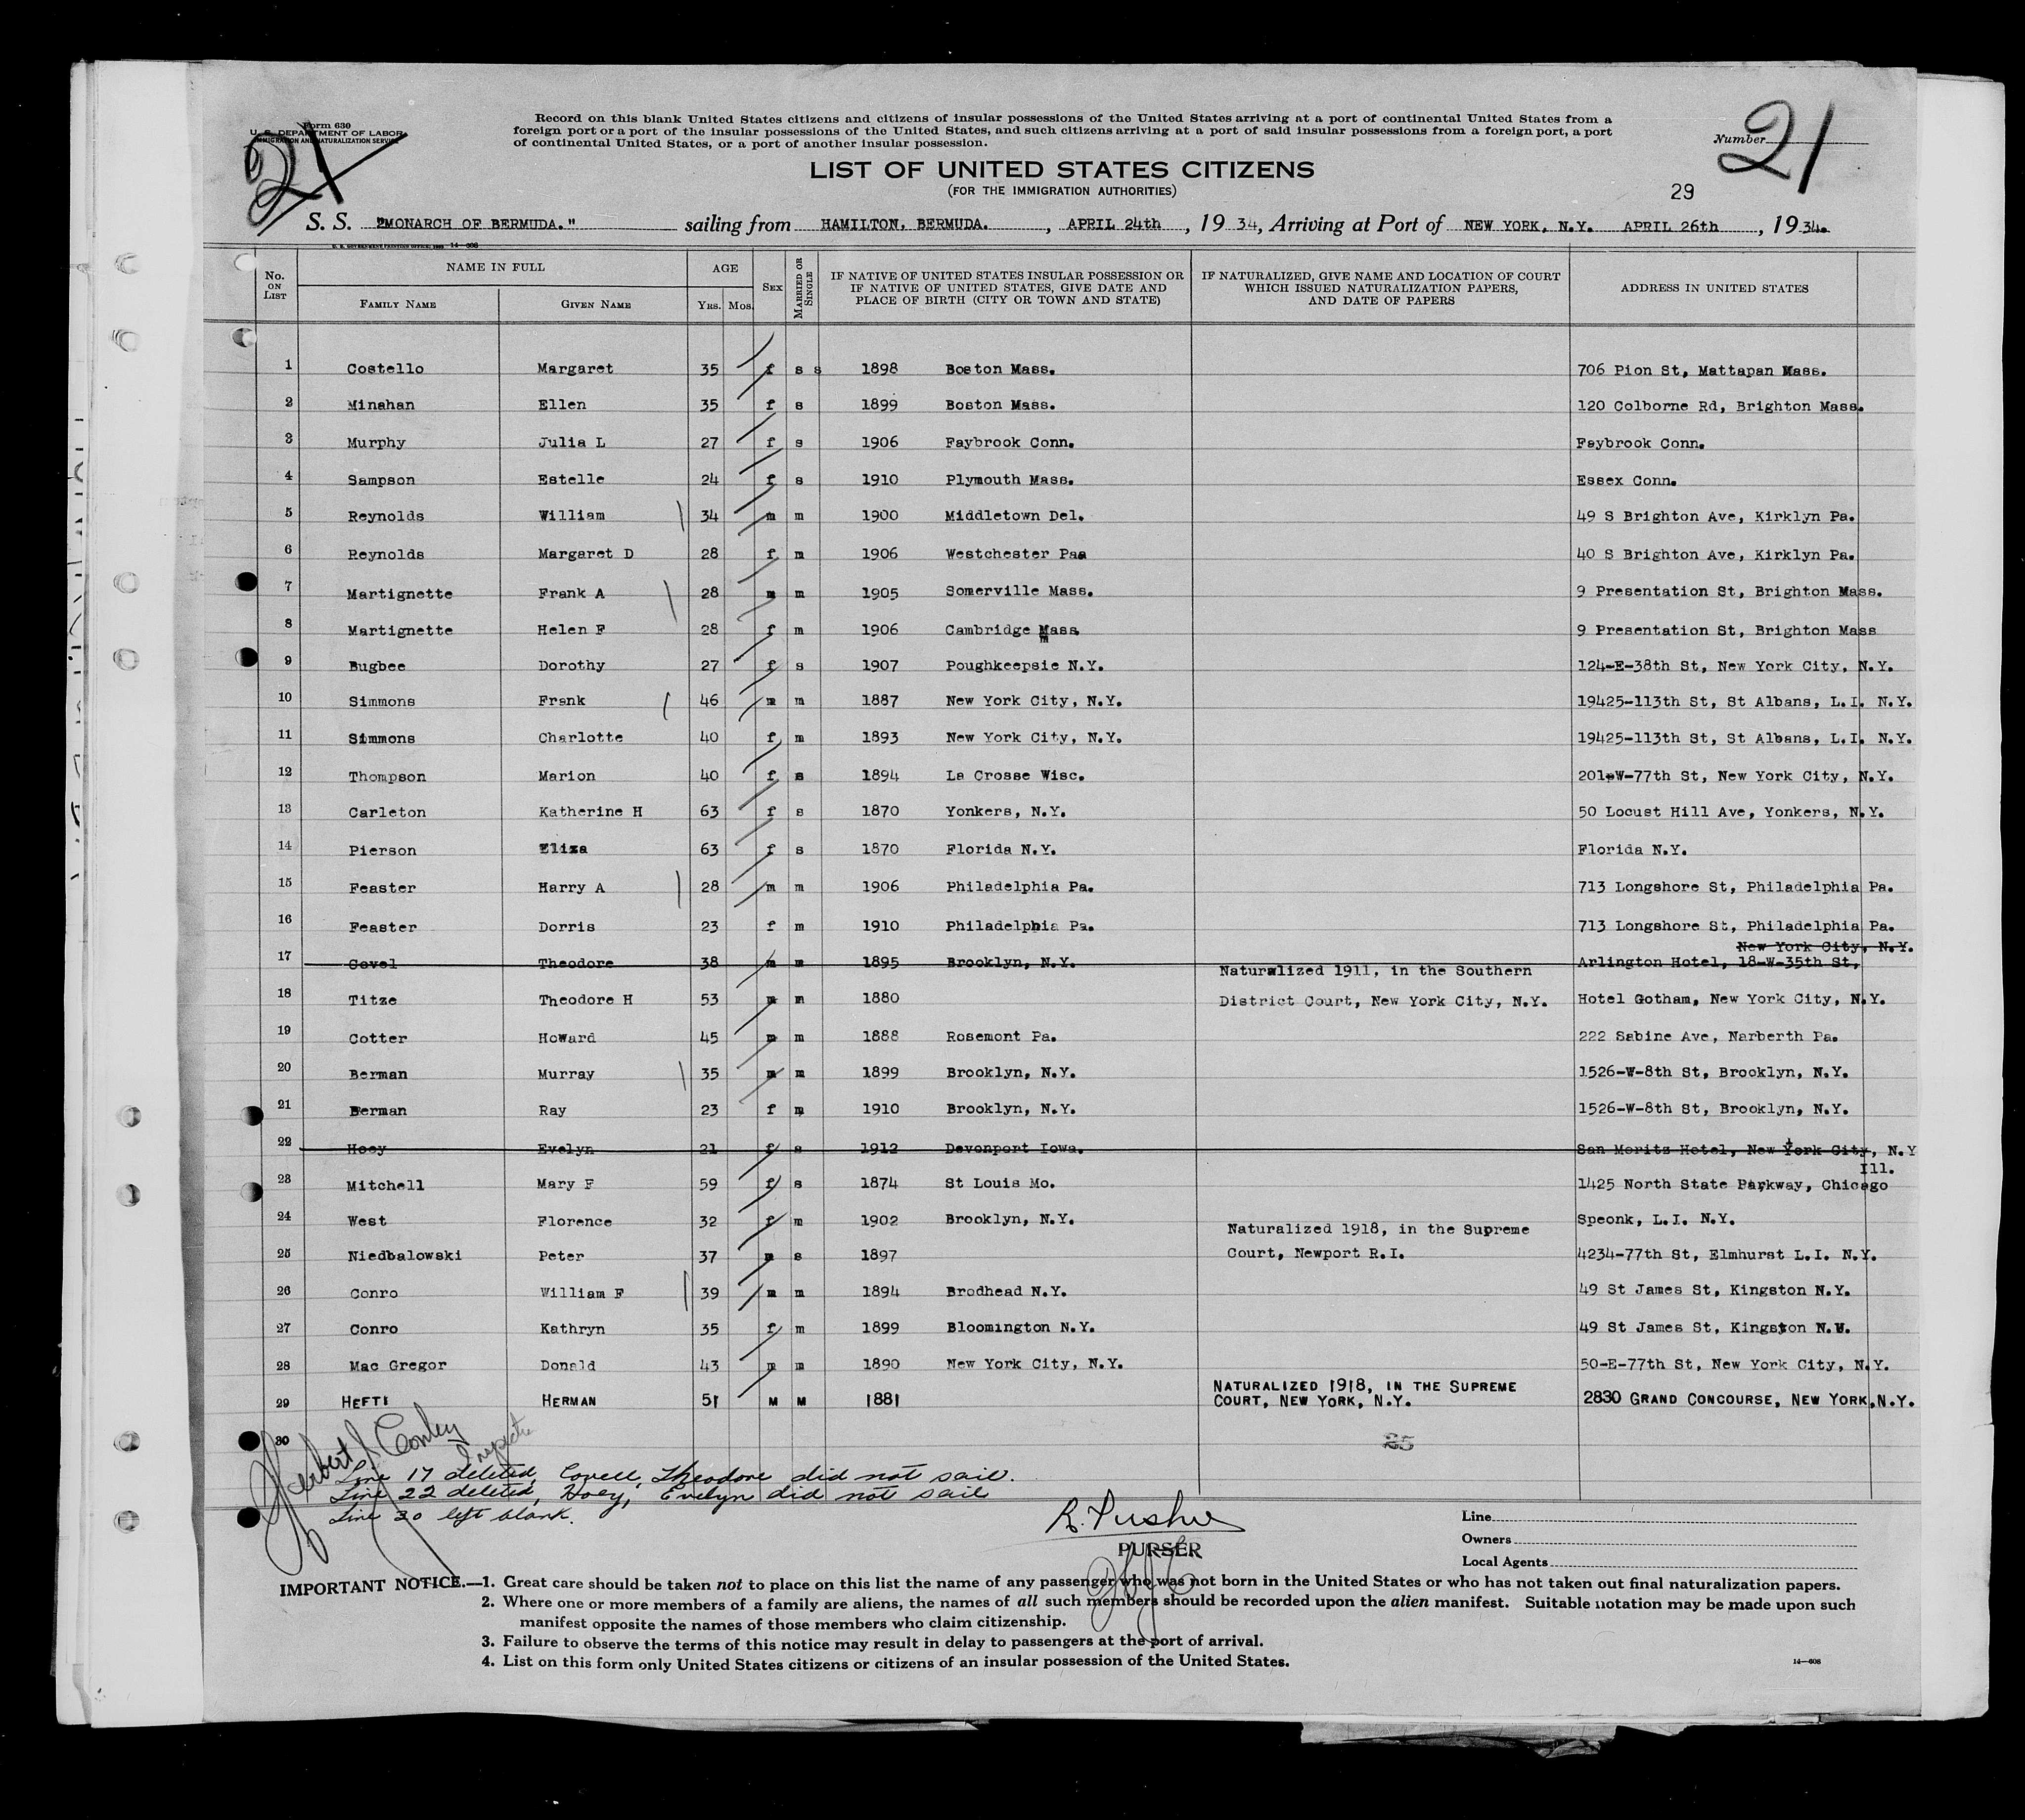 Form 630
U. S. DEPARTMENT OF LABOR
IMMIGRATION AND NATURALIZATION SERVICE
21
Record on this blank United States citizens and citizens of insular possessions of the United States arriving at a port of continental United States from a
foreign port or a port of the insular possessions of the United States, and such citizens arriving at a port of said insular possessions from a foreign port, a port
of continental United States, or a port of another insular possession.
Number 21
LIST OF UNITED STATES CITIZENS
(FOR THE IMMIGRATION AUTHORITIES)
29
S. S. "MONARCH OF BERMUDA." sailing from HAMILTON, BERMUDA. , APRIL 24th , 19 34, Arriving at Port of NEW YORK, N.Y. APRIL 26th , 19 34.
U. S. GOVERNMENT PRINTING OFFICE: 14—608
No. ON LIST NAME IN FULL AGE SEX MARRIED OR SINGLE IF NATIVE OF UNITED STATES INSULAR POSSESSION OR IF NATIVE OF UNITED STATES, GIVE DATE AND PLACE OF BIRTH (CITY OR TOWN AND STATE) IF NATURALIZED, GIVE NAME AND LOCATION OF COURT WHICH ISSUED NATURALIZATION PAPERS, AND DATE OF PAPERS ADDRESS IN UNITED STATES
FAMILY NAME GIVEN NAME YRS. MOS.
1 Costello Margaret 35 f s s 1898 Boston Mass. 706 Pion St, Mattapan Mass.
2 Minahan Ellen 35 f s 1899 Boston Mass. 120 Colborne Rd, Brighton Mass.
3 Murphy Julia L 27 f s 1906 Faybrook Conn. Faybrook Conn.
4 Sampson Estelle 24 f s 1910 Plymouth Mass. Essex Conn.
5 Reynolds William 34 m m 1900 Middletown Del. 49 S Brighton Ave, Kirklyn Pa.
6 Reynolds Margaret D 28 f m 1906 Westchester Paa 40 S Brighton Ave, Kirklyn Pa.
7 Martignette Frank A 28 m m 1905 Somerville Mass. 9 Presentation St, Brighton Mass.
8 Martignette Helen F 28 f m 1906 Cambridge Mass 9 Presentation St, Brighton Mass
9 Bugbee Dorothy 27 f s 1907 Poughkeepsie N.Y. 124-E-38th St, New York City, N.Y.
10 Simmons Frank 46 m m 1887 New York City, N.Y. 19425-113th St, St Albans, L.I. N.Y.
11 Simmons Charlotte 40 f m 1893 New York City, N.Y. 19425-113th St, St Albans, L.I. N.Y.
12 Thompson Marion 40 f s 1894 La Crosse Wisc. 201-W-77th St, New York City, N.Y.
13 Carleton Katherine H 63 f s 1870 Yonkers, N.Y. 50 Locust Hill Ave, Yonkers, N.Y.
14 Pierson Eliza 63 f s 1870 Florida N.Y. Florida N.Y.
15 Feaster Harry A 28 m m 1906 Philadelphia Pa. 713 Longshore St, Philadelphia Pa.
16 Feaster Dorris 23 f m 1910 Philadelphia Pa. 713 Longshore St, Philadelphia Pa.
New York City, N.Y.
17 Covel Theodore 38 m m 1895 Brooklyn, N.Y. Arlington Hotel, 18-W-35th St,
Naturalized 1911, in the Southern
18 Titze Theodore H 53 m m 1880 District Court, New York City, N.Y. Hotel Gotham, New York City, N.Y.
19 Cotter Howard 45 m m 1888 Rosemont Pa. 222 Sabine Ave, Narberth Pa.
20 Berman Murray 35 m m 1899 Brooklyn, N.Y. 1526-W-8th St, Brooklyn, N.Y.
21 Berman Ray 23 f m 1910 Brooklyn, N.Y. 1526-W-8th St, Brooklyn, N.Y.
22 Hoey Evelyn 21 f s 1912 Devonport Iowa. San Moritz Hotel, New York City, N.Y
Ill.
23 Mitchell Mary F 59 f s 1874 St Louis Mo. 1425 North State Parkway, Chicago
24 West Florence 32 f m 1902 Brooklyn, N.Y. Speonk, L.I. N.Y.
Naturalized 1918, in the Supreme
25 Niedbalowski Peter 37 m s 1897 Court, Newport R.I. 4234-77th St, Elmhurst L.I. N.Y.
26 Conro William F 39 m m 1894 Brodhead N.Y. 49 St James St, Kingston N.Y.
27 Conro Kathryn 35 f m 1899 Bloomington N.Y. 49 St James St, Kingston N.Y.
28 Mac Gregor Donald 43 m m 1890 New York City, N.Y. 50-E-77th St, New York City, N.Y.
NATURALIZED 1918, IN THE SUPREME
29 HEFTI HERMAN 51 M M 1881 COURT, NEW YORK, N.Y. 2830 GRAND CONCOURSE, NEW YORK,N.Y.
30
25
Herbert J Conley
Inspector
Line 17 deleted, Covell, Theodore did not sail.
Line 22 deleted, Hoey, Evelyn did not sail
Line 30 left blank.
PURSER
Line
Owners
Local Agents
IMPORTANT NOTICE.—1. Great care should be taken not to place on this list the name of any passenger who was not born in the United States or who has not taken out final naturalization papers.
2. Where one or more members of a family are aliens, the names of all such members should be recorded upon the alien manifest. Suitable notation may be made upon such
manifest opposite the names of those members who claim citizenship.
3. Failure to observe the terms of this notice may result in delay to passengers at the port of arrival.
4. List on this form only United States citizens or citizens of an insular possession of the United States.
14—608